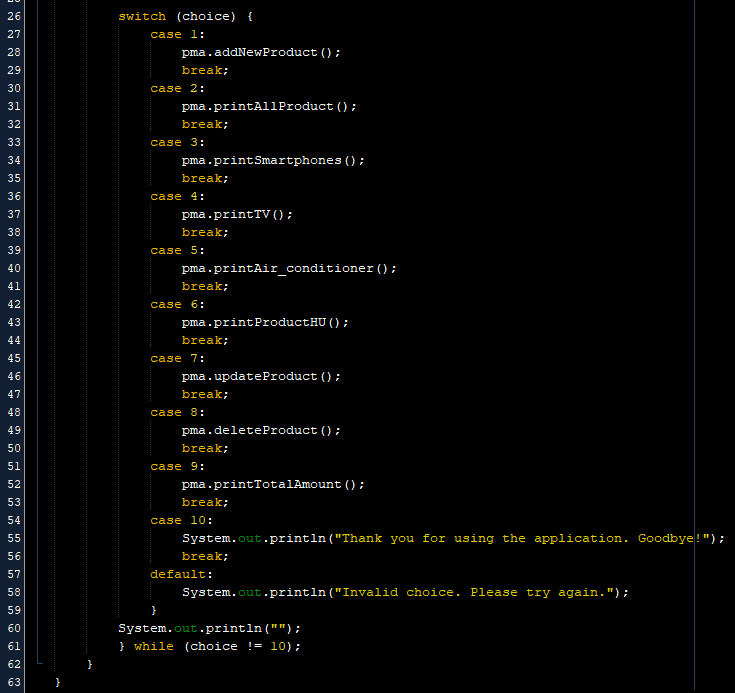 26 switch (choice) {
27 case 1:
28 pma.addNewProduct();
29 break;
30 case 2:
31 pma.printAllProduct();
32 break;
33 case 3:
34 pma.printSmartphones();
35 break;
36 case 4:
37 pma.printTV();
38 break;
39 case 5:
40 pma.printAir_conditioner();
41 break;
42 case 6:
43 pma.printProductHU();
44 break;
45 case 7:
46 pma.updateProduct();
47 break;
48 case 8:
49 pma.deleteProduct();
50 break;
51 case 9:
52 pma.printTotalAmount();
53 break;
54 case 10:
55 System.out.println("Thank you for using the application. Goodbye!");
56 break;
57 default:
58 System.out.println("Invalid choice. Please try again.");
59 }
60 System.out.println("");
61 } while (choice != 10);
62 }
63 }